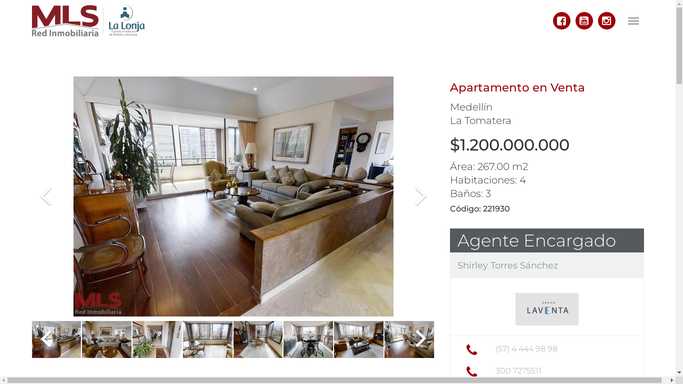 MLS
Red Inmobiliaria
La Lonja
Apartamento en Venta
Medellín
La Tomatera
$1.200.000.000
Área: 267.00 m2
Habitaciones: 4
Baños: 3
Código: 221930
MLS
Red Inmobiliaria
Agente Encargado
Shirley Torres Sánchez
LAVENTA
(57) 4 444 98 98
300 7275511